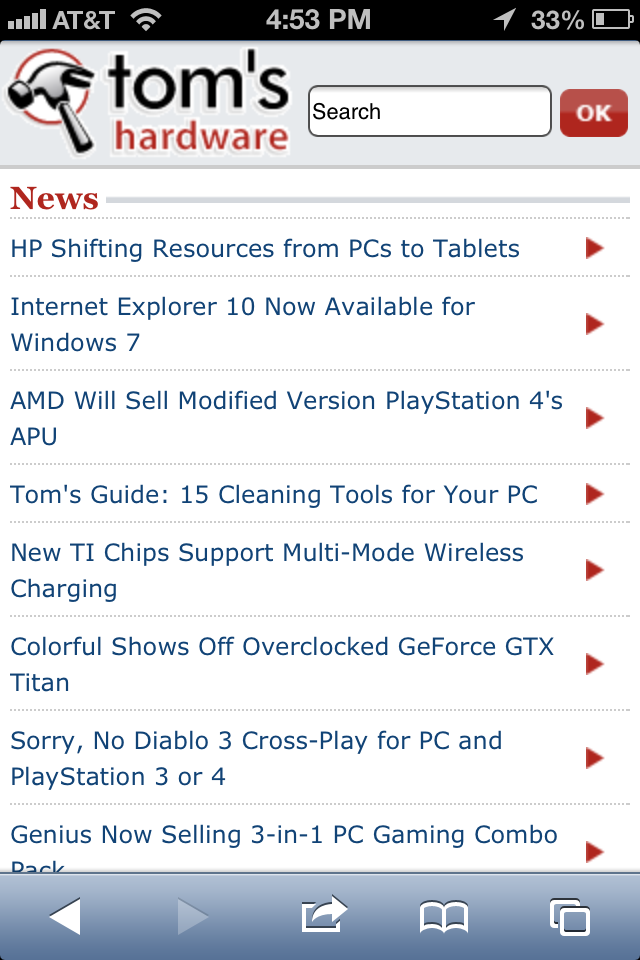 AT&T 4:53 PM 33%
tom's
hardware
Search
OK
News
HP Shifting Resources from PCs to Tablets
Internet Explorer 10 Now Available for
Windows 7
AMD Will Sell Modified Version PlayStation 4's
APU
Tom's Guide: 15 Cleaning Tools for Your PC
New TI Chips Support Multi-Mode Wireless
Charging
Colorful Shows Off Overclocked GeForce GTX
Titan
Sorry, No Diablo 3 Cross-Play for PC and
PlayStation 3 or 4
Genius Now Selling 3-in-1 PC Gaming Combo
Pack